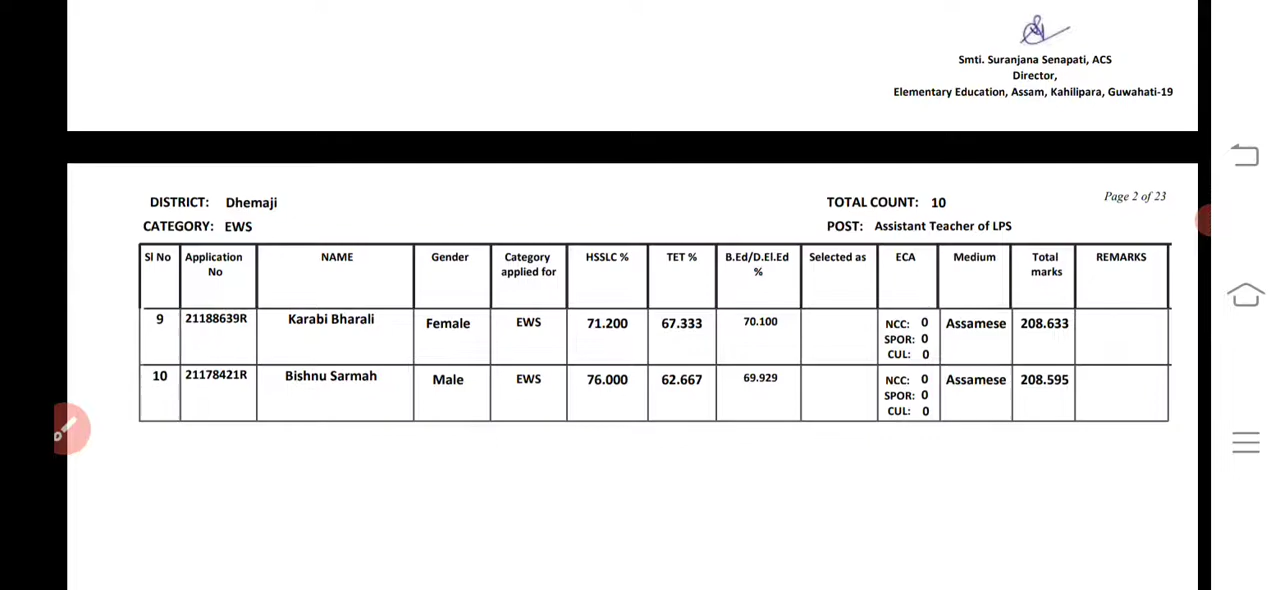 Smti. Suranjana Senapati, ACS
Director,
Elementary Education, Assam, Kahilipara, Guwahati-19
Page 2 of 23
DISTRICT: Dhemaji TOTAL COUNT: 10
CATEGORY: EWS POST: Assistant Teacher of LPS
Sl No Application No NAME Gender Category applied for HSSLC % TET % B.Ed/D.El.Ed % Selected as ECA Medium Total marks REMARKS
9 21188639R Karabi Bharali Female EWS 71.200 67.333 70.100 NCC: 0 SPOR: 0 CUL: 0 Assamese 208.633
10 21178421R Bishnu Sarmah Male EWS 76.000 62.667 69.929 NCC: 0 SPOR: 0 CUL: 0 Assamese 208.595